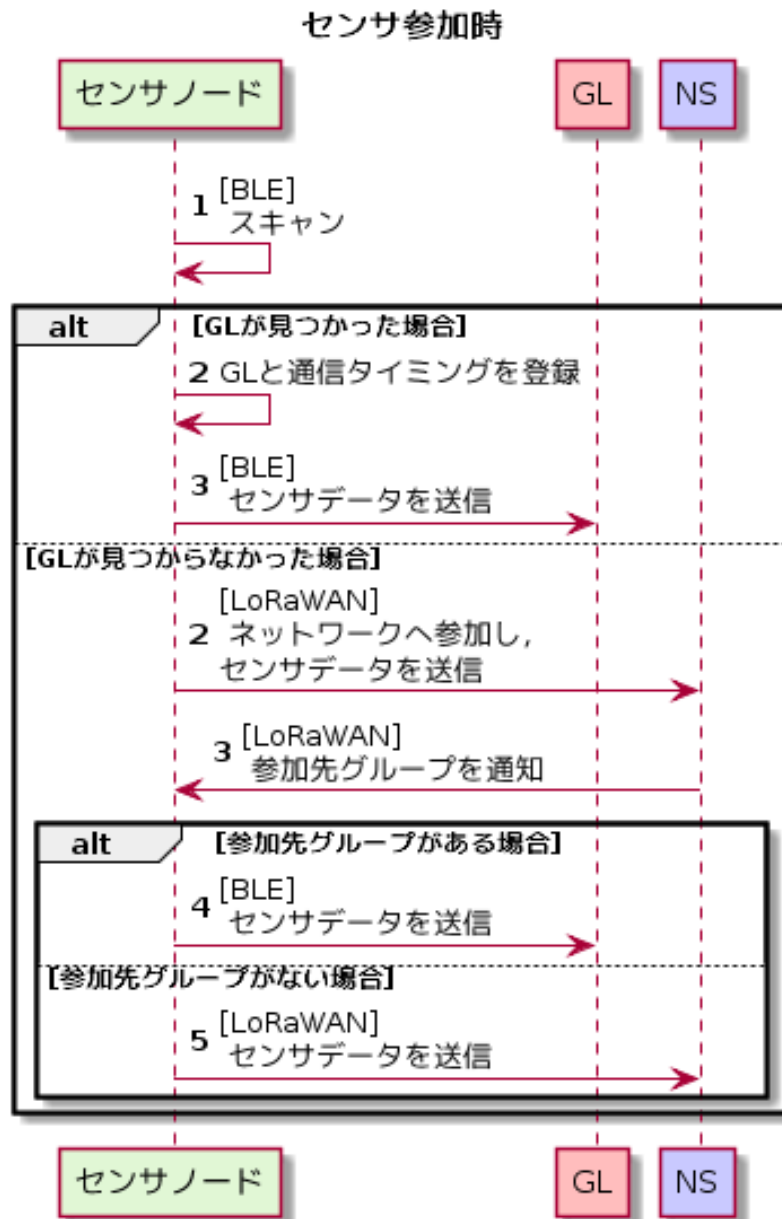 センサ参加時
センサノード
GL
NS
1 [BLE]
スキャン
alt [GLが見つかった場合]
2 GLと通信タイミングを登録
3 [BLE]
センサデータを送信
[GLが見つからなかった場合]
[LoRaWAN]
2 ネットワークへ参加し,
センサデータを送信
3 [LoRaWAN]
参加先グループを通知
alt [参加先グループがある場合]
4 [BLE]
センサデータを送信
[参加先グループがない場合]
5 [LoRaWAN]
センサデータを送信
センサノード
GL
NS